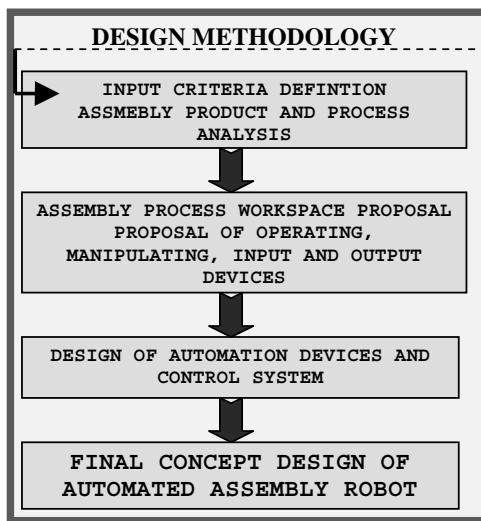 DESIGN METHODOLOGY
INPUT CRITERIA DEFINTION
ASSMEBLY PRODUCT AND PROCESS
ANALYSIS
ASSEMBLY PROCESS WORKSPACE PROPOSAL
PROPOSAL OF OPERATING,
MANIPULATING, INPUT AND OUTPUT
DEVICES
DESIGN OF AUTOMATION DEVICES AND
CONTROL SYSTEM
FINAL CONCEPT DESIGN OF
AUTOMATED ASSEMBLY ROBOT